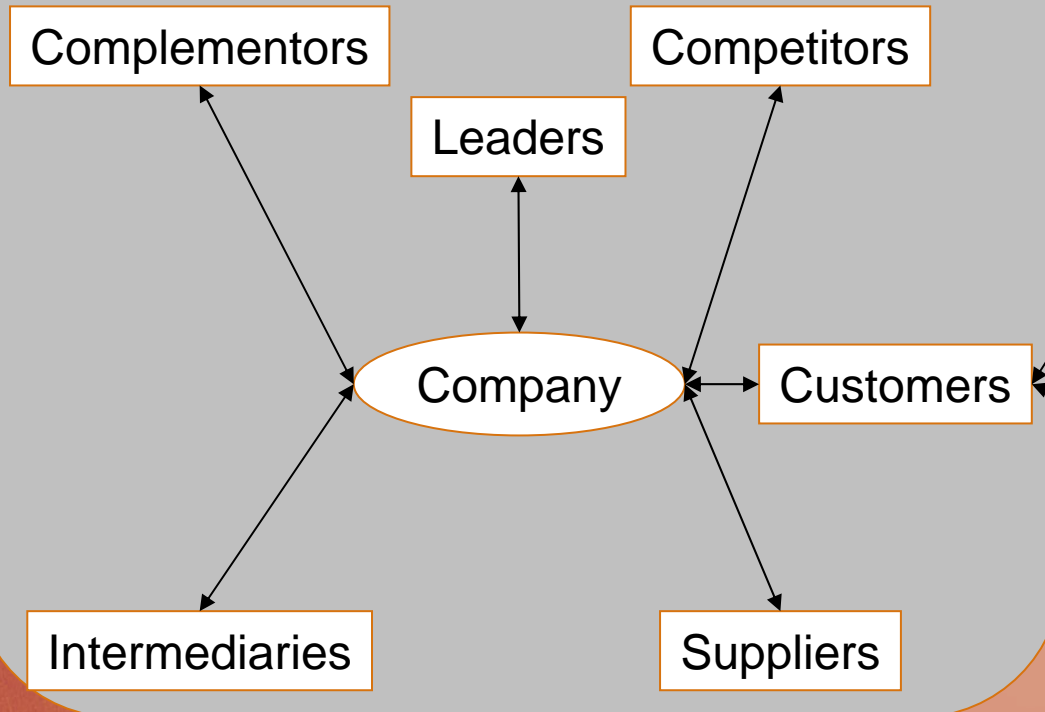 Complementors
Competitors
Leaders
Company
Customers
Intermediaries
Suppliers